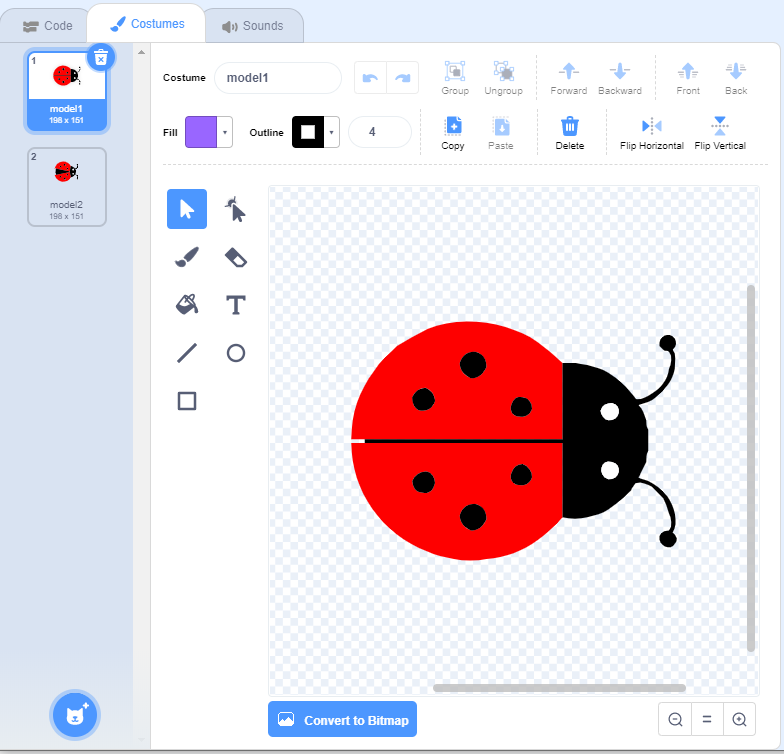 Code
Costumes
Sounds
1
model1
198 x 151
2
model2
198 x 151
Costume
model1
Group
Ungroup
Forward
Backward
Front
Back
Fill
Outline
4
Copy
Paste
Delete
Flip Horizontal
Flip Vertical
T
Convert to Bitmap